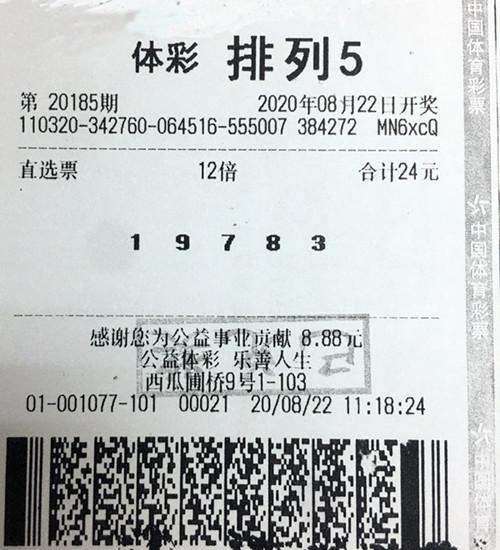 体彩 排列5
第 20185期 2020年08月22日开奖
110320-342760-064516-555007 384272 MN6xcQ
直选票 12倍 合计24元
1 9 7 8 3
感谢您为公益事业贡献 8.88元
公益体彩 乐善人生
西瓜圃桥9号1-103
01-001077-101 00021 20/08/22 11:18:24
中国体育彩票
中国体育彩票
中国体育